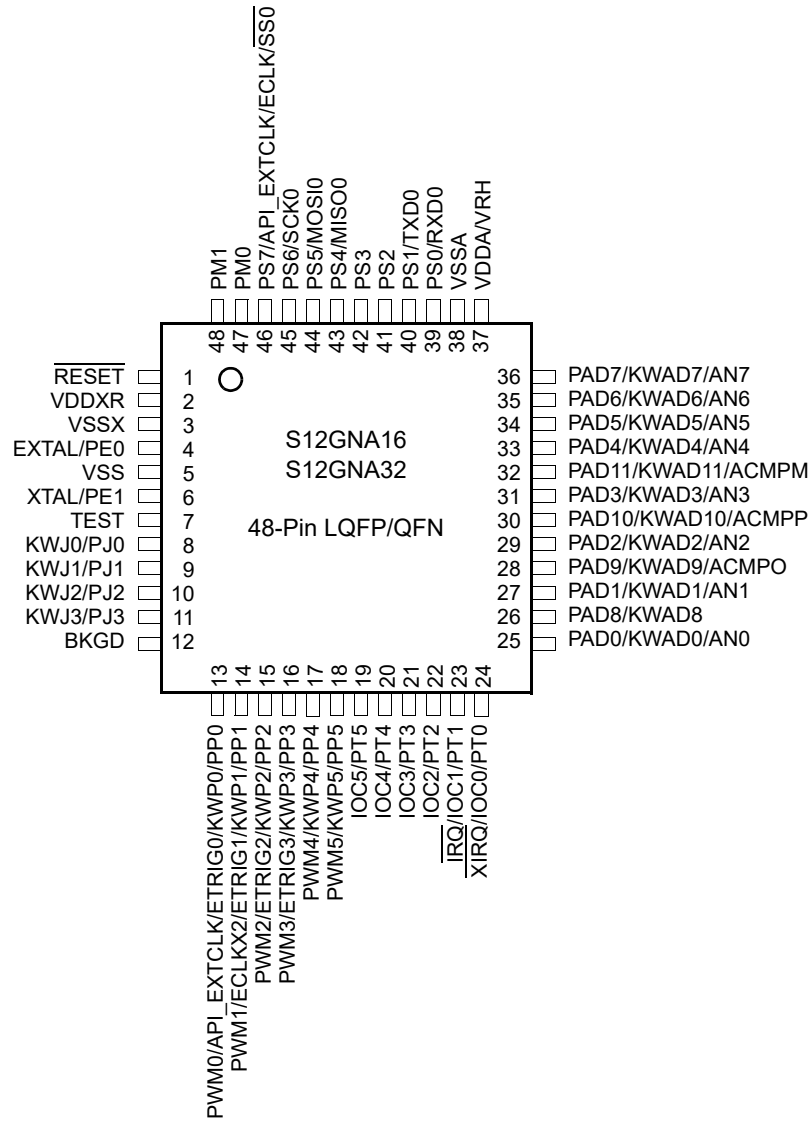 PM1
PM0
PS7/API_EXTCLK/ECLK/SS0
PS6/SCK0
PS5/MOSI0
PS4/MISO0
PS3
PS2
PS1/TXD0
PS0/RXD0
VSSA
VDDA/VRH
48
47
46
45
44
43
42
41
40
39
38
37
RESET 1
VDDXR 2
VSSX 3
EXTAL/PE0 4
VSS 5
XTAL/PE1 6
TEST 7
KWJ0/PJ0 8
KWJ1/PJ1 9
KWJ2/PJ2 10
KWJ3/PJ3 11
BKGD 12
S12GNA16
S12GNA32
48-Pin LQFP/QFN
36 PAD7/KWAD7/AN7
35 PAD6/KWAD6/AN6
34 PAD5/KWAD5/AN5
33 PAD4/KWAD4/AN4
32 PAD11/KWAD11/ACMPM
31 PAD3/KWAD3/AN3
30 PAD10/KWAD10/ACMPP
29 PAD2/KWAD2/AN2
28 PAD9/KWAD9/ACMPO
27 PAD1/KWAD1/AN1
26 PAD8/KWAD8
25 PAD0/KWAD0/AN0
13
14
15
16
17
18
19
20
21
22
23
24
PWM0/API_EXTCLK/ETRIG0/KWP0/PP0
PWM1/ECLKX2/ETRIG1/KWP1/PP1
PWM2/ETRIG2/KWP2/PP2
PWM3/ETRIG3/KWP3/PP3
PWM4/KWP4/PP4
PWM5/KWP5/PP5
IOC5/PT5
IOC4/PT4
IOC3/PT3
IOC2/PT2
IRQ/IOC1/PT1
XIRQ/IOC0/PT0